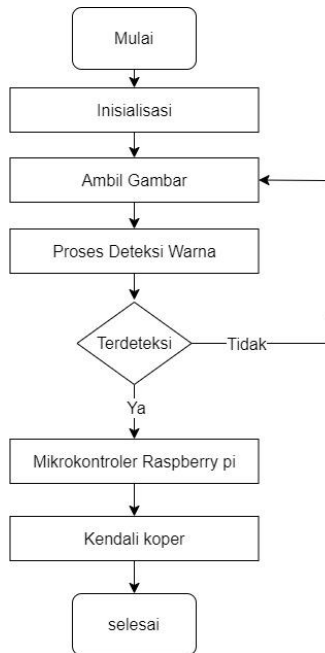 Mulai
Inisialisasi
Ambil Gambar
Proses Deteksi Warna
Terdeteksi
Tidak
Ya
Mikrokontroler Raspberry pi
Kendali koper
selesai